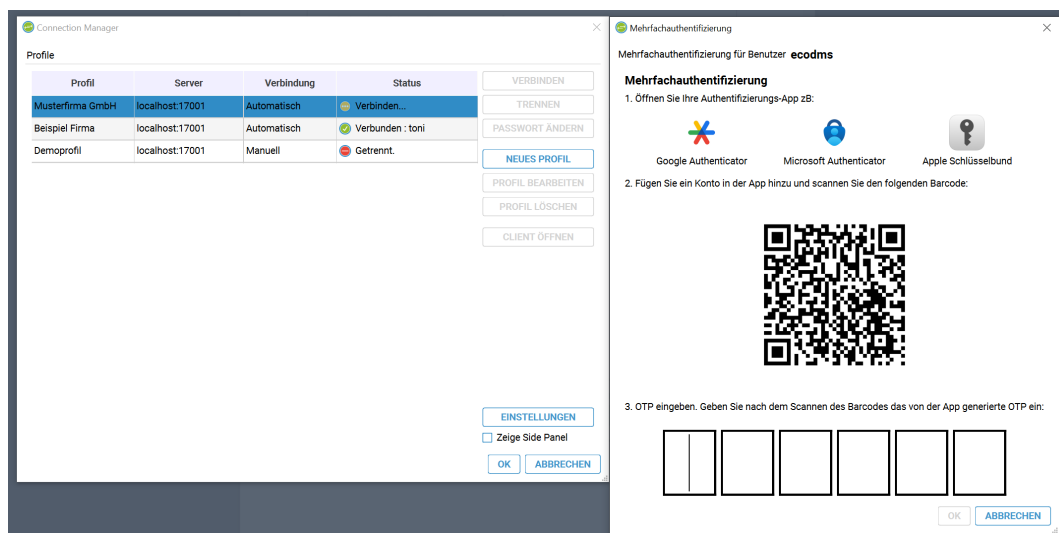 Connection Manager
Profile
Profil Server Verbindung Status
Musterfirma GmbH localhost:17001 Automatisch Verbinden...
Beispiel Firma localhost:17001 Automatisch Verbunden : toni
Demoprofil localhost:17001 Manuell Getrennt.
VERBINDEN
TRENNEN
PASSWORT ÄNDERN
NEUES PROFIL
PROFIL BEARBEITEN
PROFIL LÖSCHEN
CLIENT ÖFFNEN
EINSTELLUNGEN
Zeige Side Panel
OK ABBRECHEN
Mehrfachauthentifizierung
Mehrfachauthentifizierung für Benutzer ecodms
Mehrfachauthentifizierung
1. Öffnen Sie Ihre Authentifizierungs-App zB:
Google Authenticator Microsoft Authenticator Apple Schlüsselbund
2. Fügen Sie ein Konto in der App hinzu und scannen Sie den folgenden Barcode:
3. OTP eingeben. Geben Sie nach dem Scannen des Barcodes das von der App generierte OTP ein:
OK ABBRECHEN